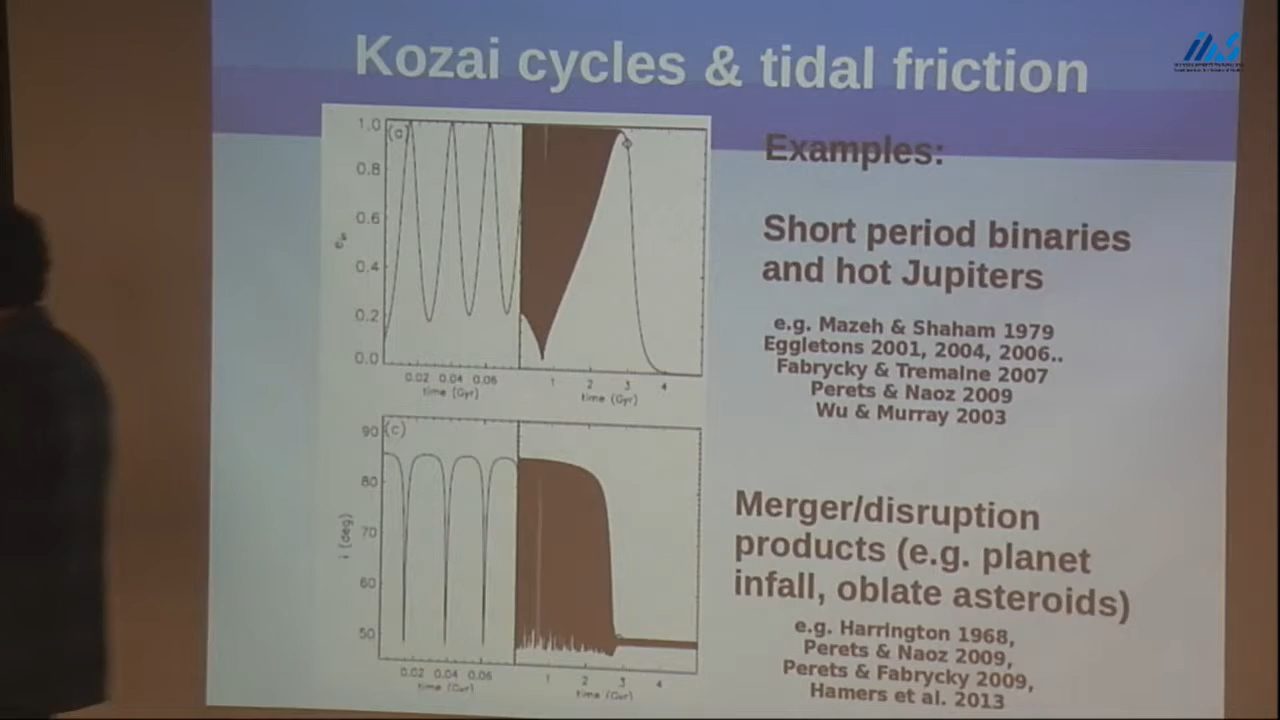 Kozai cycles & tidal friction
Examples:
Short period binaries
and hot Jupiters
e.g. Mazeh & Shaham 1979
Eggletons 2001, 2004, 2006..
Fabrycky & Tremaine 2007
Perets & Naoz 2009
Wu & Murray 2003
Merger/disruption
products (e.g. planet
infall, oblate asteroids)
e.g. Harrington 1968,
Perets & Naoz 2009,
Perets & Fabrycky 2009,
Hamers et al. 2013
(a)
1.0
0.8
0.6
0.4
0.2
0.0
0.02 0.04 0.06
1 2 3 4
time (Gyr)
time (Gyr)
(c)
90
80
70
60
50
i (deg)
0.02 0.04 0.06
1 2 3 4
time (Gyr)
time (Gyr)